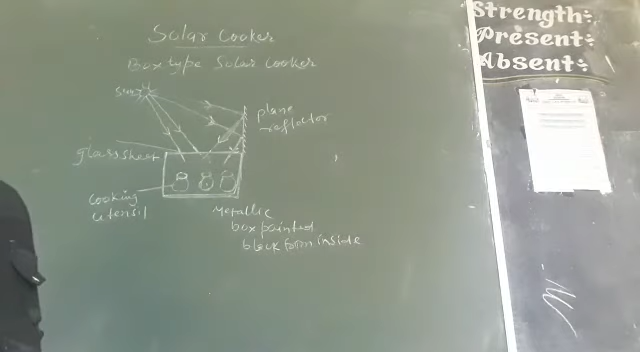 Solar Cooker
Box type Solar cooker
Sun
plane
reflector
glass sheet
cooking
utensil
Metallic
box painted
black from inside
Strength:
Present:
Absent: